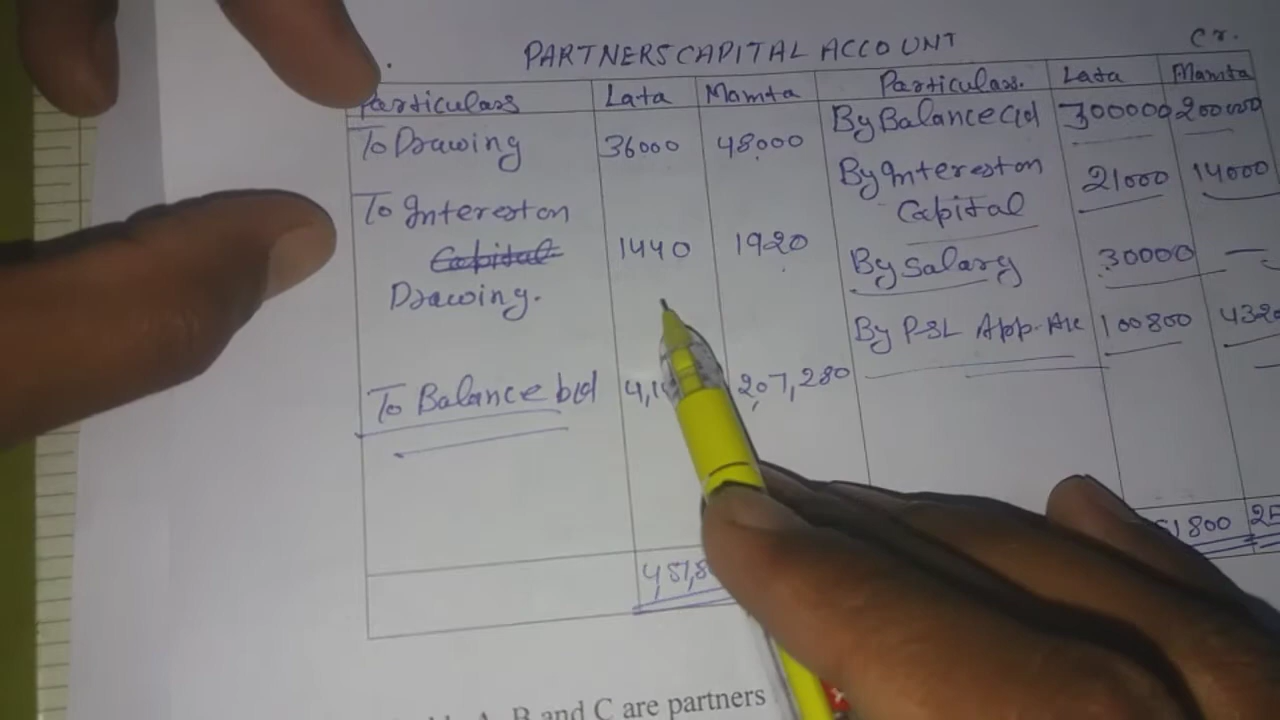 PARTNERS CAPITAL ACCOUNT
Cr.
Particulars Lata Mamta Particulars. Lata Mamta
To Drawing 36000 48000 By Balance c/d 300000 200000
To Interest on By Interest on 21000 14000
Capital Capital
1440 1920 By Salary 30000 —
Drawing.
By P&L App. A/c 100800
To Balance b/d 207,280
1800
B and C are partners